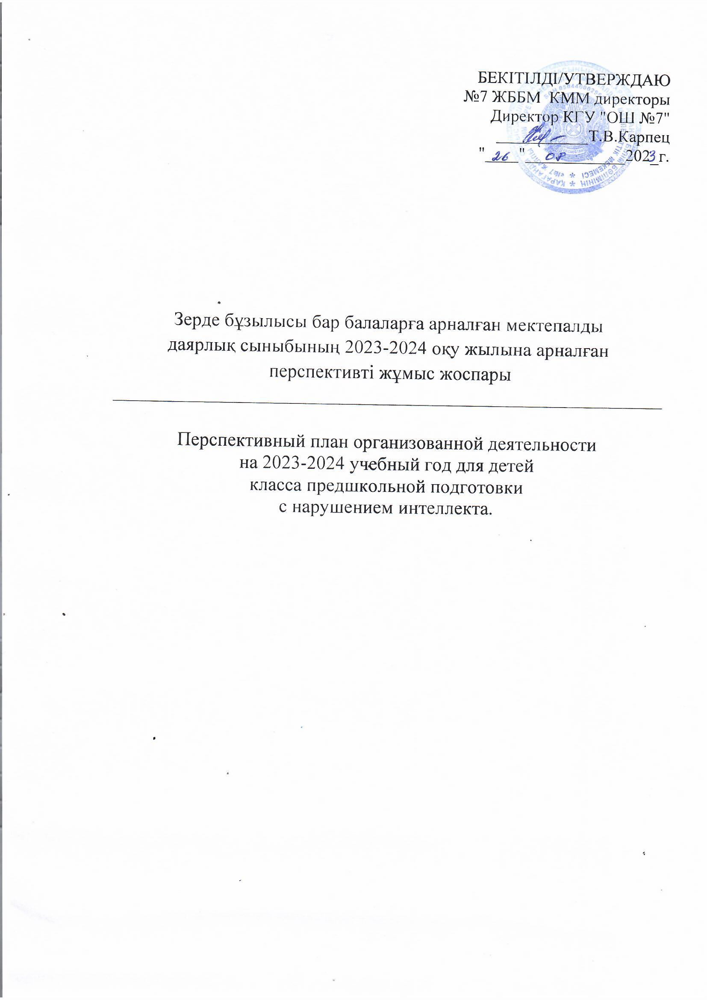 БЕКІТІЛДІ/УТВЕРЖДАЮ
№7 ЖББМ КММ директоры
Директор КГУ "ОШ №7"
___________Т.В.Карпец
"26" 08 2023г.
Зерде бұзылысы бар балаларға арналған мектепалды
даярлық сыныбының 2023-2024 оқу жылына арналған
перспективті жұмыс жоспары
Перспективный план организованной деятельности
на 2023-2024 учебный год для детей
класса предшкольной подготовки
с нарушением интеллекта.